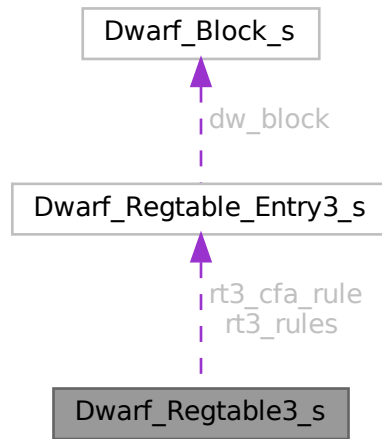 Dwarf_Block_s
dw_block
Dwarf_Regtable_Entry3_s
rt3_cfa_rule
rt3_rules
Dwarf_Regtable3_s